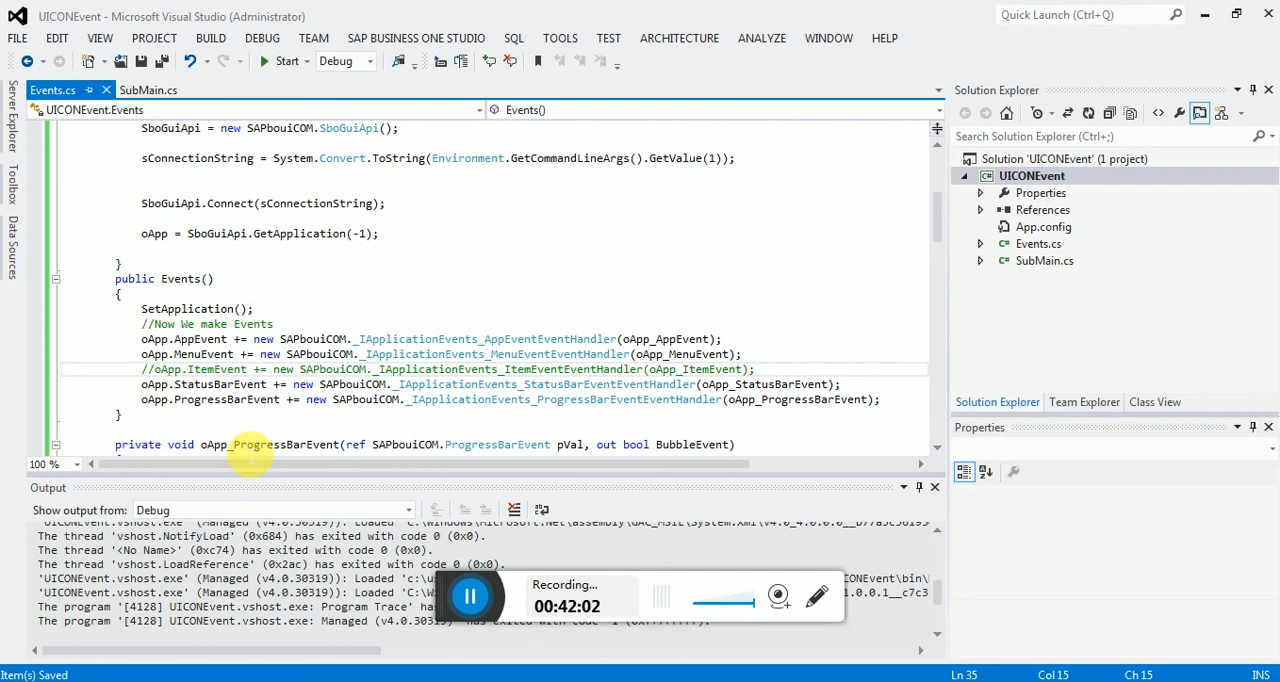 UICONEvent - Microsoft Visual Studio (Administrator)
Quick Launch (Ctrl+Q)
FILE EDIT VIEW PROJECT BUILD DEBUG TEAM SAP BUSINESS ONE STUDIO SQL TOOLS TEST ARCHITECTURE ANALYZE WINDOW HELP
Start Debug
Server Explorer
Toolbox
Data Sources
Events.cs SubMain.cs
UICONEvent.Events Events()
SboGuiApi = new SAPbouiCOM.SboGuiApi();
sConnectionString = System.Convert.ToString(Environment.GetCommandLineArgs().GetValue(1));
SboGuiApi.Connect(sConnectionString);
oApp = SboGuiApi.GetApplication(-1);
}
public Events()
{
SetApplication();
//Now We make Events
oApp.AppEvent += new SAPbouiCOM._IApplicationEvents_AppEventEventHandler(oApp_AppEvent);
oApp.MenuEvent += new SAPbouiCOM._IApplicationEvents_MenuEventEventHandler(oApp_MenuEvent);
//oApp.ItemEvent += new SAPbouiCOM._IApplicationEvents_ItemEventEventHandler(oApp_ItemEvent);
oApp.StatusBarEvent += new SAPbouiCOM._IApplicationEvents_StatusBarEventEventHandler(oApp_StatusBarEvent);
oApp.ProgressBarEvent += new SAPbouiCOM._IApplicationEvents_ProgressBarEventEventHandler(oApp_ProgressBarEvent);
}
private void oApp_ProgressBarEvent(ref SAPbouiCOM.ProgressBarEvent pVal, out bool BubbleEvent)
100 %
Output
Show output from: Debug
The thread 'vshost.NotifyLoad' (0x684) has exited with code 0 (0x0).
The thread '<No Name>' (0xc74) has exited with code 0 (0x0).
The thread 'vshost.LoadReference' (0x2ac) has exited with code 0 (0x0).
'UICONEvent.vshost.exe' (Managed (v4.0.30319)): Loaded 'c:\u
'UICONEvent.vshost.exe' (Managed (v4.0.30319)): Loaded 'C:\W
The program '[4128] UICONEvent.vshost.exe: Program Trace' has
The program '[4128] UICONEvent.vshost.exe: Managed (v4.0.30319)' has exited with code
Recording...
00:42:02
Solution Explorer
Search Solution Explorer (Ctrl+;)
Solution 'UICONEvent' (1 project)
UICONEvent
Properties
References
App.config
Events.cs
SubMain.cs
Solution Explorer Team Explorer Class View
Properties
Item(s) Saved Ln 35 Col 15 Ch 15 INS